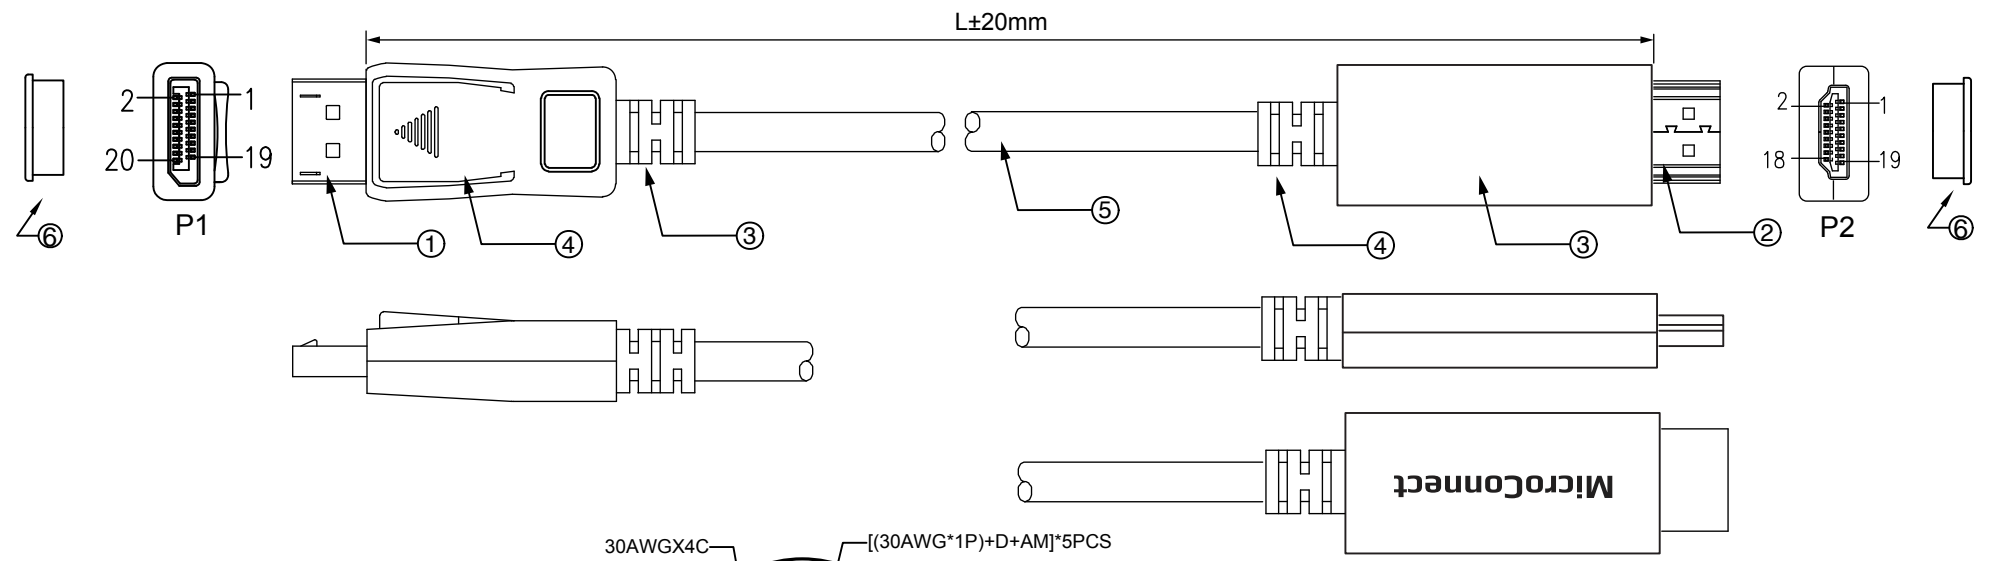 L±20mm
2
1
20
19
P1
2
1
18
19
P2
⑥
①
④
③
⑤
④
③
②
⑥
MicroConnect
30AWGX4C
[(30AWG*1P)+D+AM]*5PCS